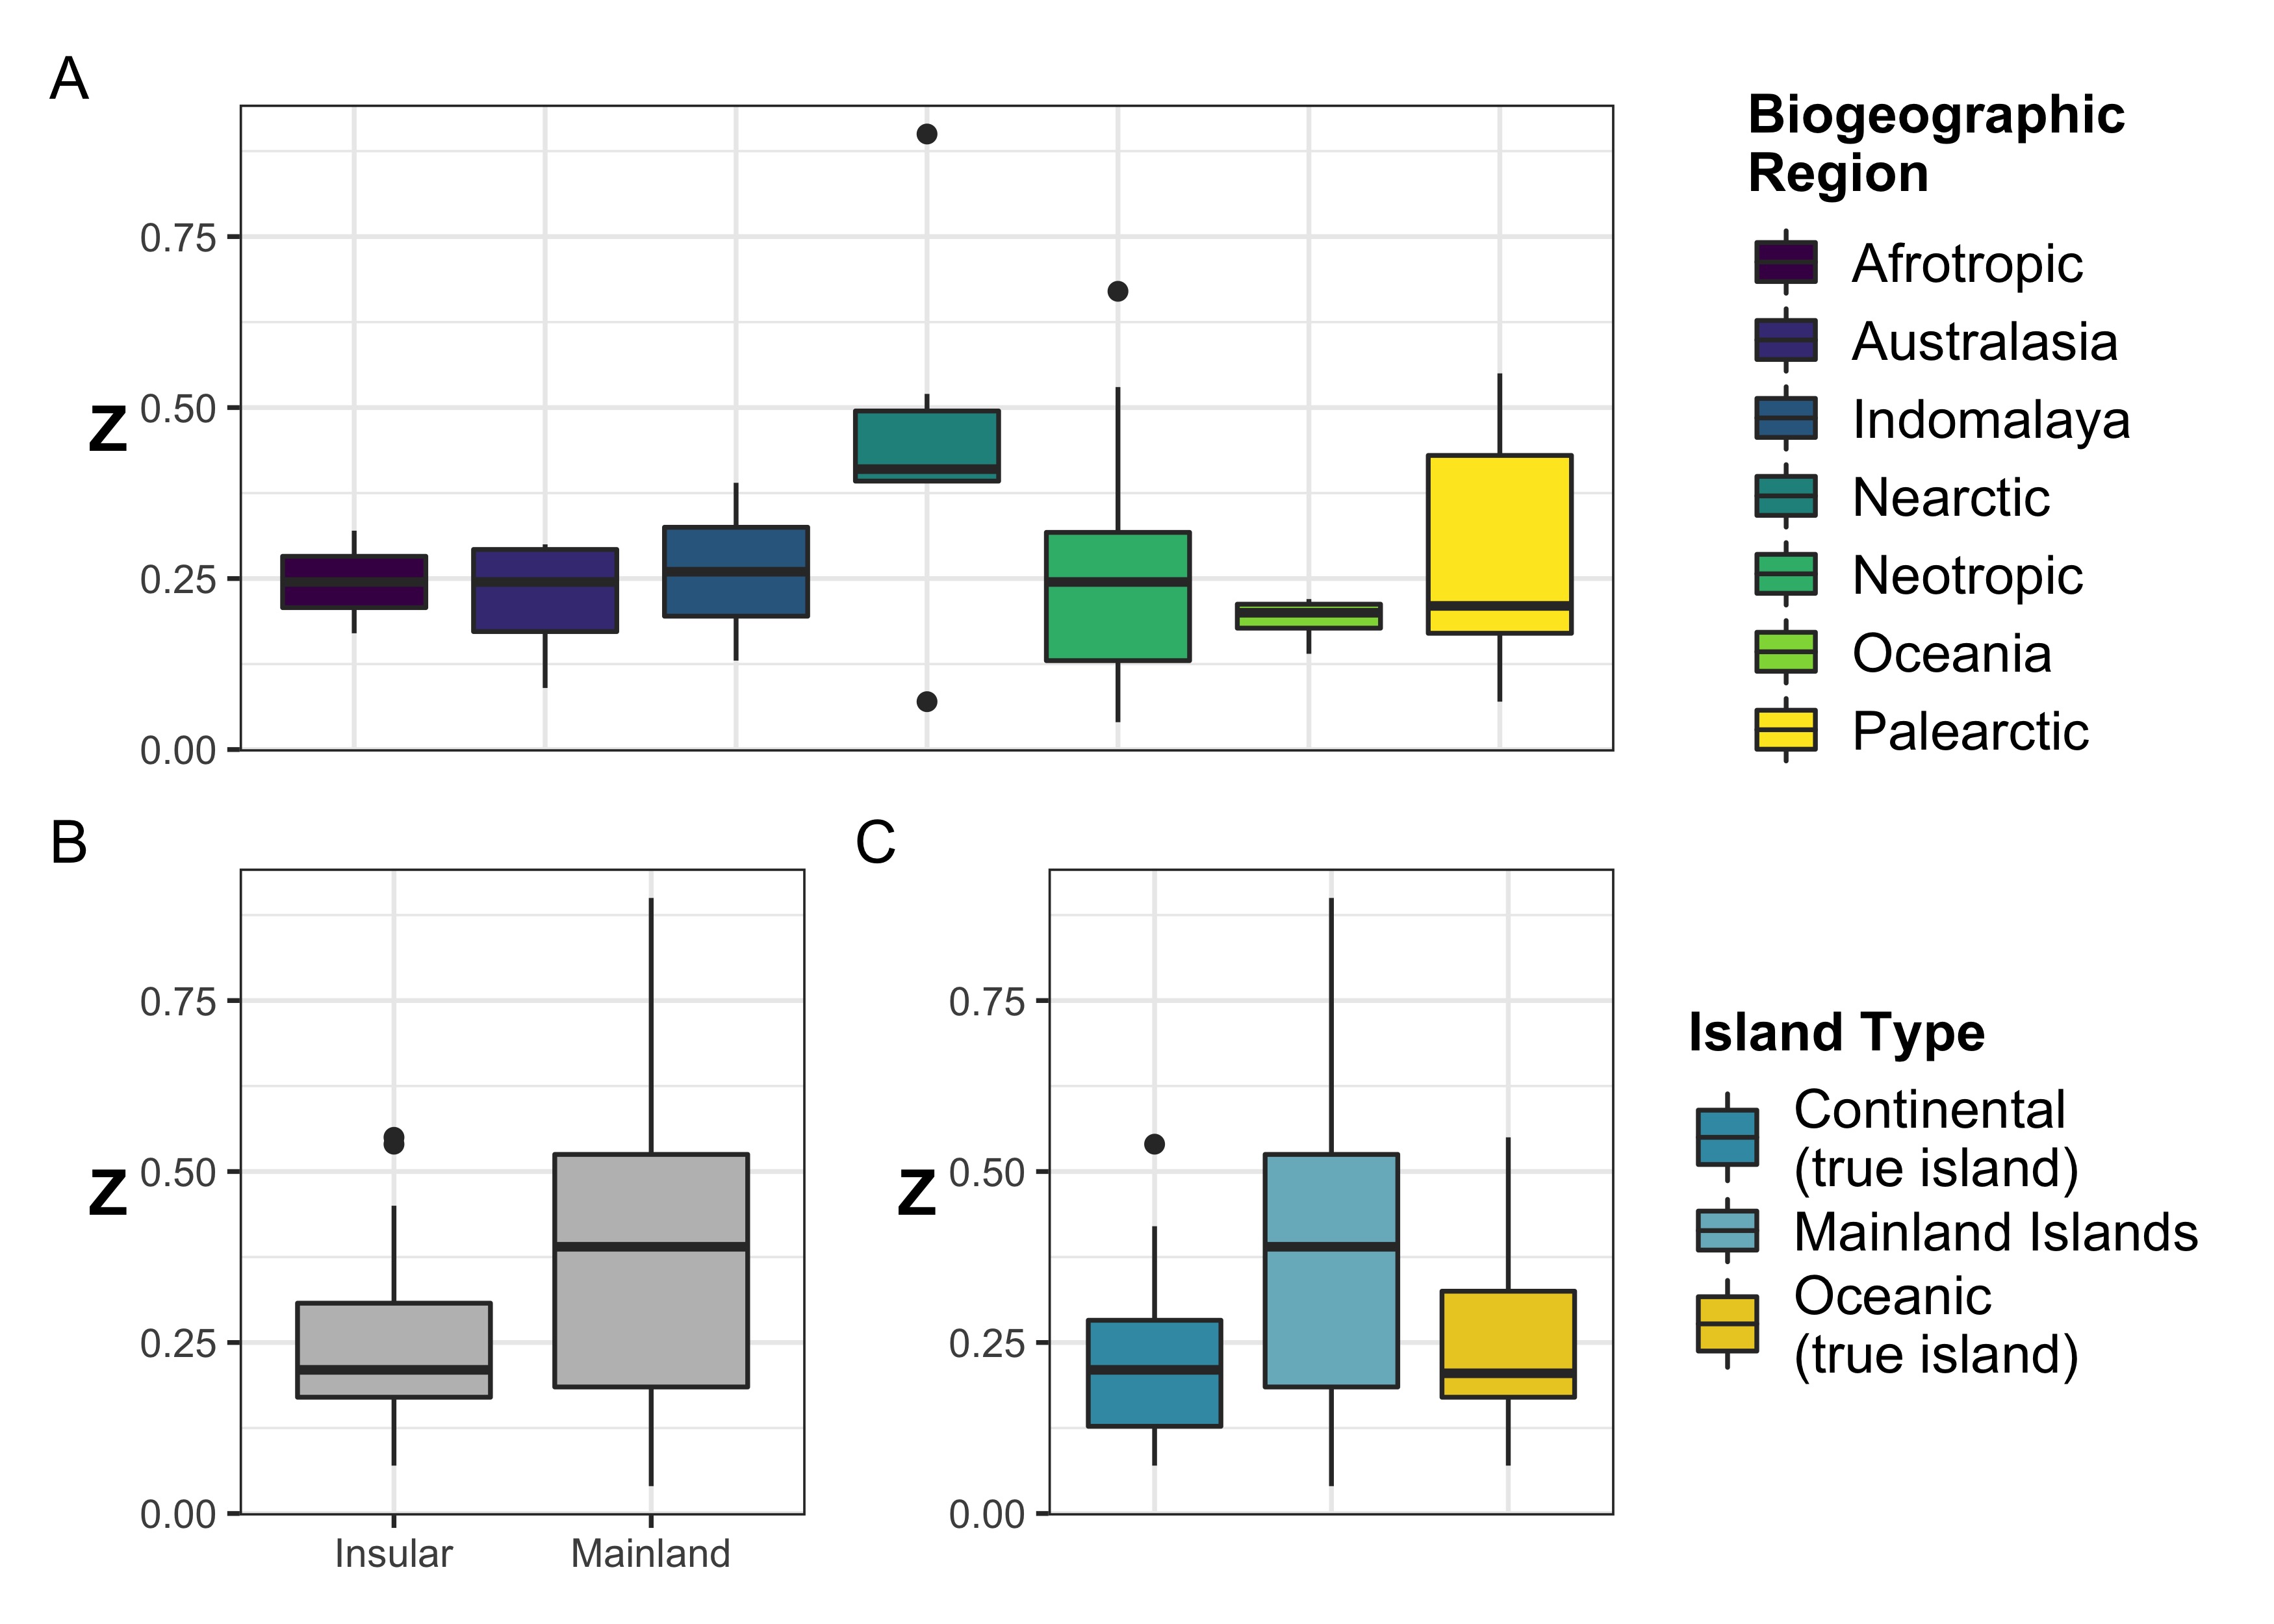 A
Biogeographic
Region
z
0.75
0.50
0.25
0.00
Afrotropic
Australasia
Indomalaya
Nearctic
Neotropic
Oceania
Palearctic
B
z
0.75
0.50
0.25
0.00
Insular
Mainland
C
z
0.75
0.50
0.25
0.00
Island Type
Continental
(true island)
Mainland Islands
Oceanic
(true island)